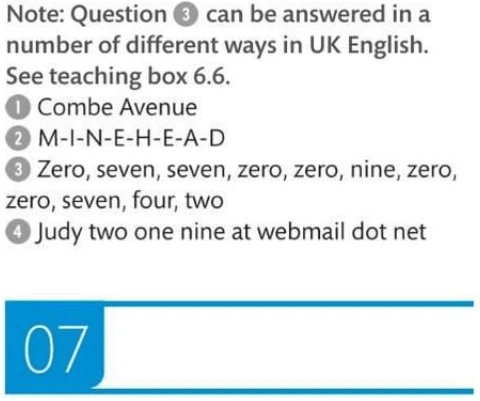 Note: Question 3 can be answered in a
number of different ways in UK English.
See teaching box 6.6.
1 Combe Avenue
2 M-I-N-E-H-E-A-D
3 Zero, seven, seven, zero, zero, nine, zero,
zero, seven, four, two
4 Judy two one nine at webmail dot net
07